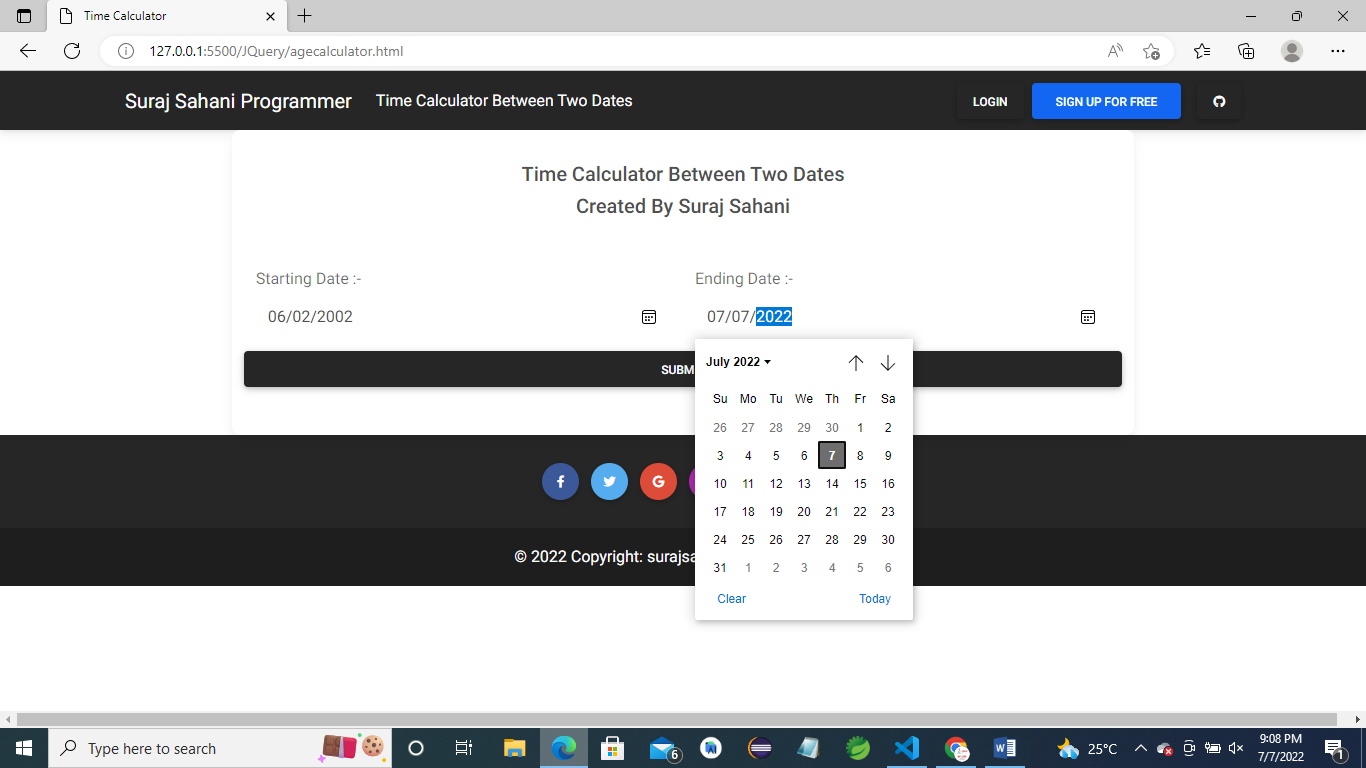 Time Calculator
127.0.0.1:5500/JQuery/agecalculator.html
Suraj Sahani Programmer
Time Calculator Between Two Dates
LOGIN
SIGN UP FOR FREE
Time Calculator Between Two Dates
Created By Suraj Sahani
Starting Date :-
Ending Date :-
06/02/2002
07/07/2022
SUBM
July 2022
Su Mo Tu We Th Fr Sa
26 27 28 29 30 1 2
3 4 5 6 7 8 9
10 11 12 13 14 15 16
17 18 19 20 21 22 23
24 25 26 27 28 29 30
31 1 2 3 4 5 6
Clear Today
© 2022 Copyright: surajsa
Type here to search
6
25°C
9:08 PM
7/7/2022
1